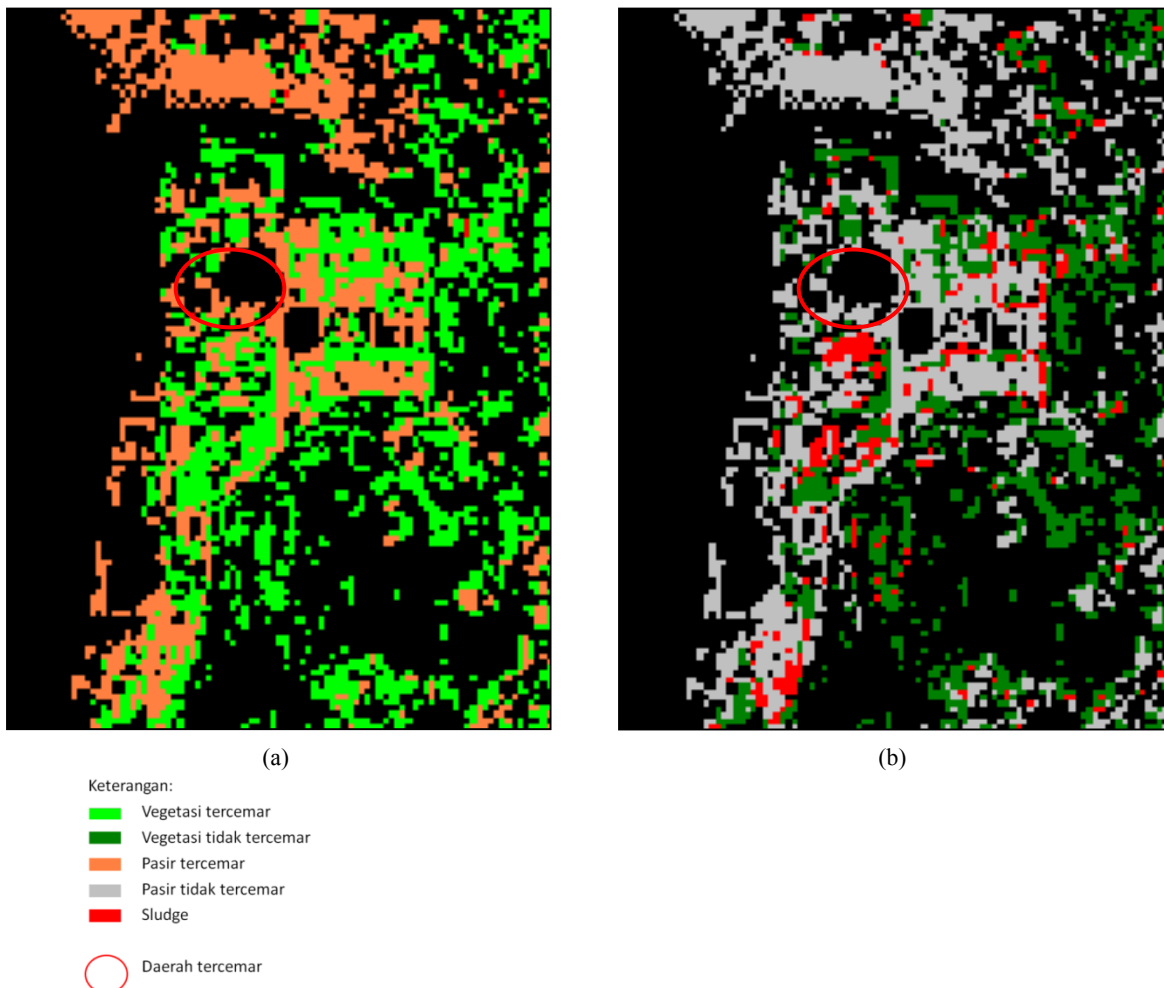 (a)
(b)
Keterangan:
Vegetasi tercemar
Vegetasi tidak tercemar
Pasir tercemar
Pasir tidak tercemar
Sludge
Daerah tercemar